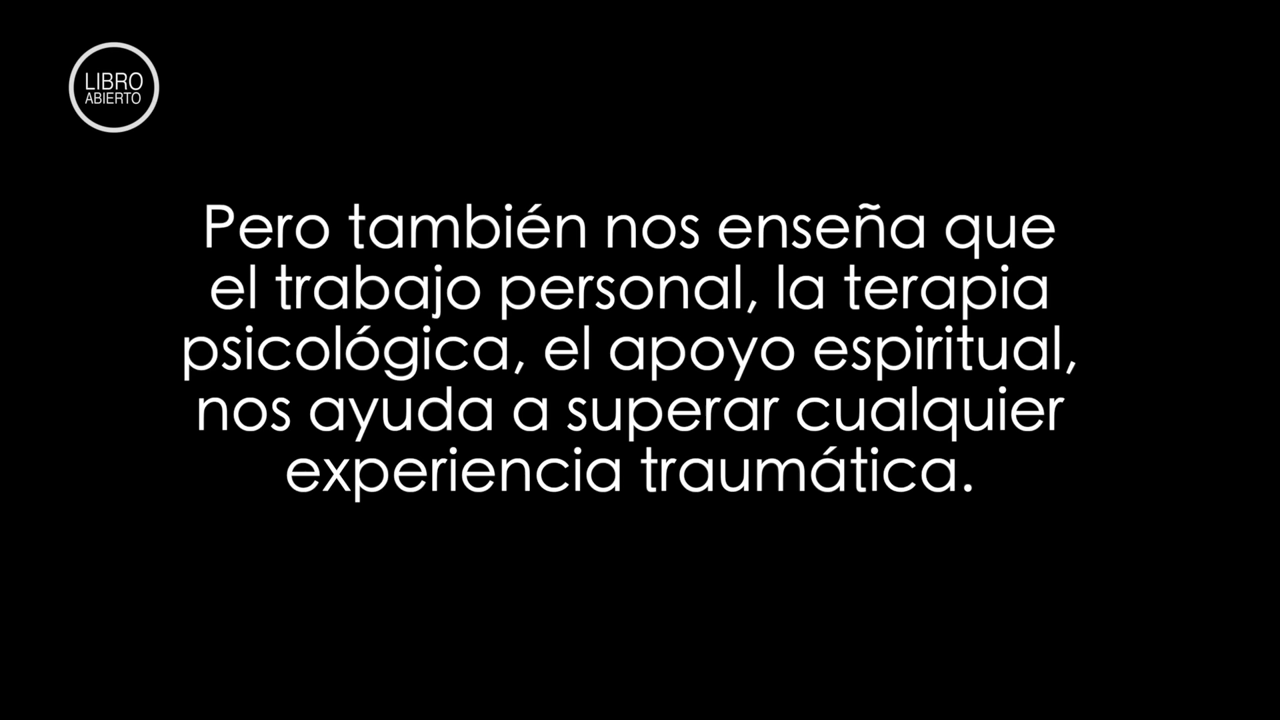 LIBRO
ABIERTO
Pero también nos enseña que
el trabajo personal, la terapia
psicológica, el apoyo espiritual,
nos ayuda a superar cualquier
experiencia traumática.